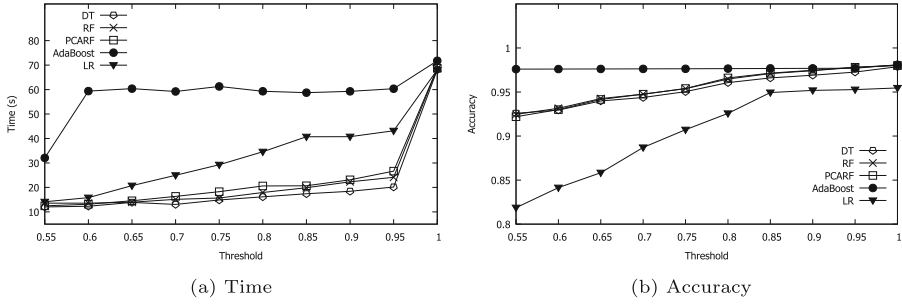 DT
RF
PCARF
AdaBoost
LR
80
70
60
50
40
30
20
10
Time (s)
0.55 0.6 0.65 0.7 0.75 0.8 0.85 0.9 0.95 1
Threshold
(a) Time
1
0.95
0.9
0.85
0.8
Accuracy
DT
RF
PCARF
AdaBoost
LR
0.55 0.6 0.65 0.7 0.75 0.8 0.85 0.9 0.95 1
Threshold
(b) Accuracy